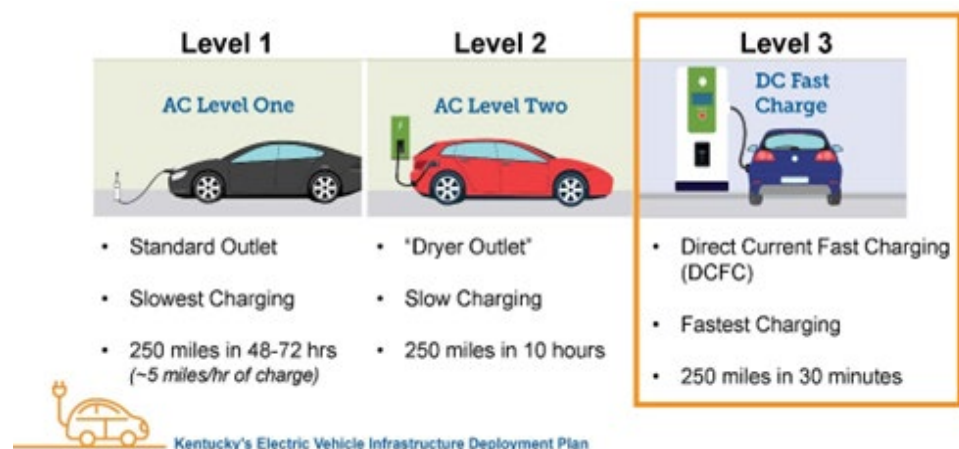 Level 1
AC Level One
• Standard Outlet
• Slowest Charging
• 250 miles in 48-72 hrs
(~5 miles/hr of charge)
Level 2
AC Level Two
• "Dryer Outlet"
• Slow Charging
• 250 miles in 10 hours
Level 3
DC Fast
Charge
• Direct Current Fast Charging
(DCFC)
• Fastest Charging
• 250 miles in 30 minutes
Kentucky's Electric Vehicle Infrastructure Deployment Plan